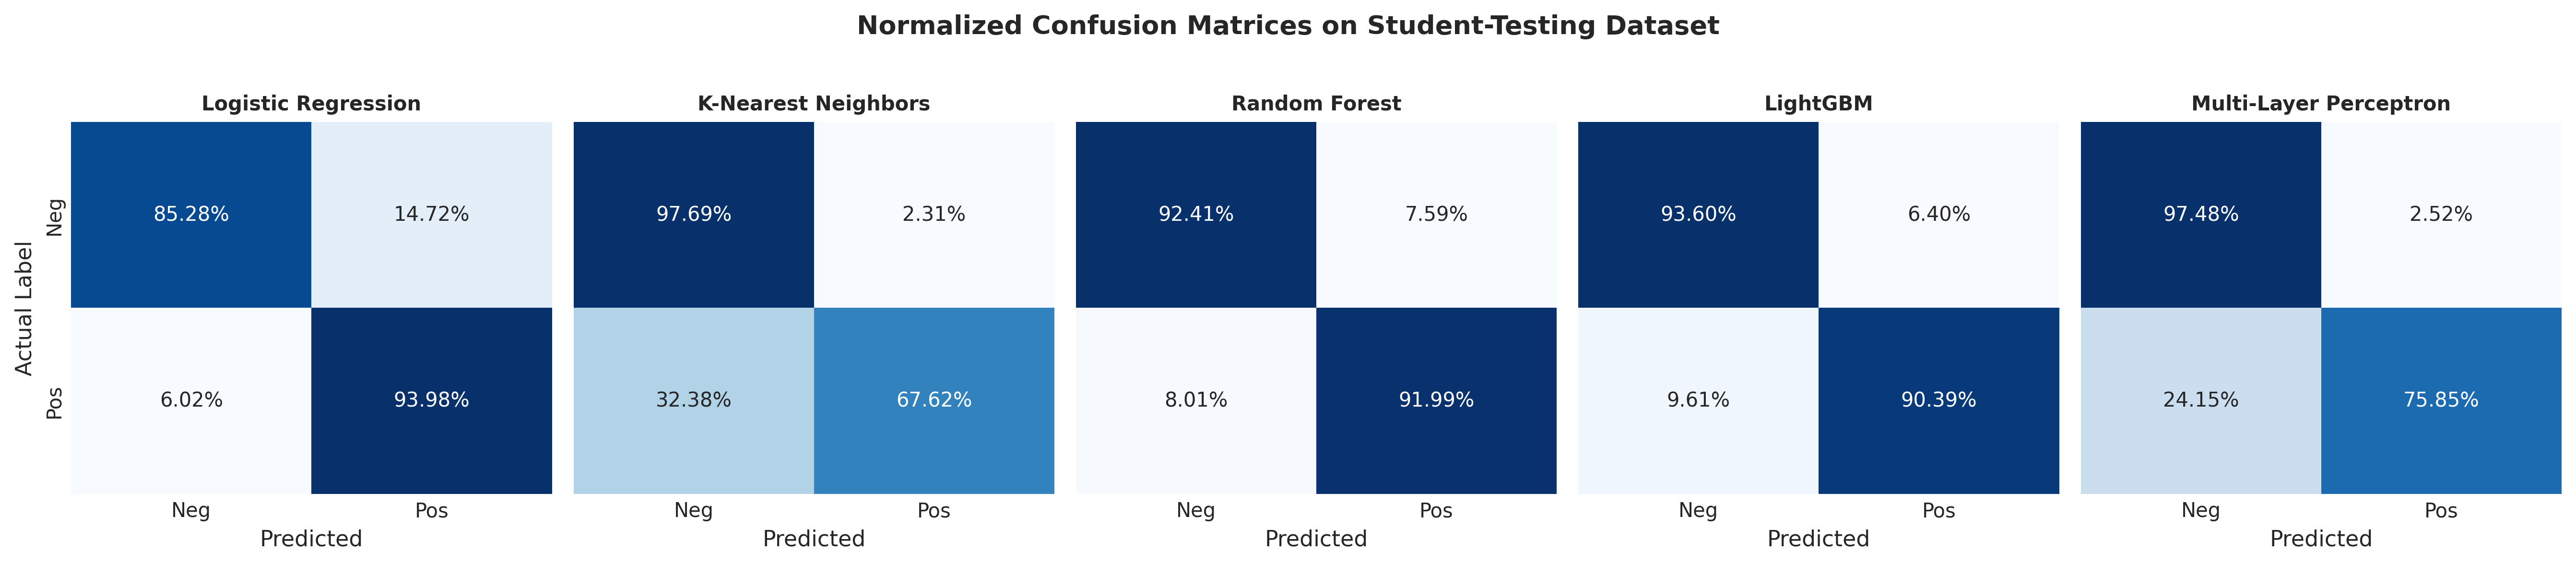 Normalized Confusion Matrices on Student-Testing Dataset
Logistic Regression
K-Nearest Neighbors
Random Forest
LightGBM
Multi-Layer Perceptron
Actual Label
Neg
85.28%
14.72%
97.69%
2.31%
92.41%
7.59%
93.60%
6.40%
97.48%
2.52%
Pos
6.02%
93.98%
32.38%
67.62%
8.01%
91.99%
9.61%
90.39%
24.15%
75.85%
Neg
Pos
Neg
Pos
Neg
Pos
Neg
Pos
Neg
Pos
Predicted
Predicted
Predicted
Predicted
Predicted